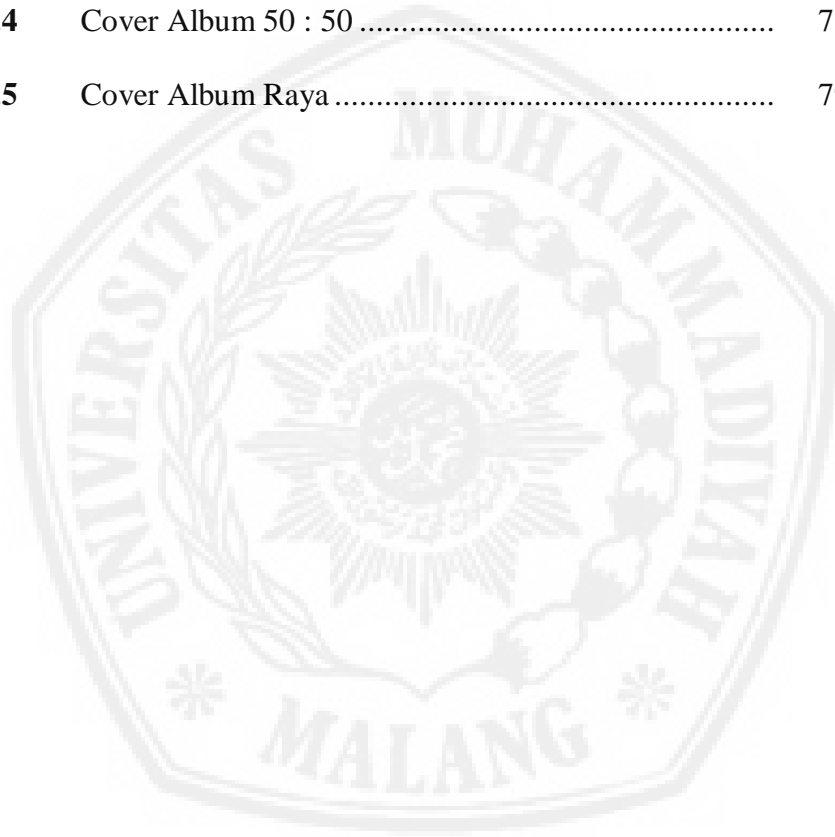 .4 Cover Album 50 : 50 ................................................ 7
.5 Cover Album Raya ................................................... 7
UNIVERSITAS MUHAMMADIYAH
MALANG